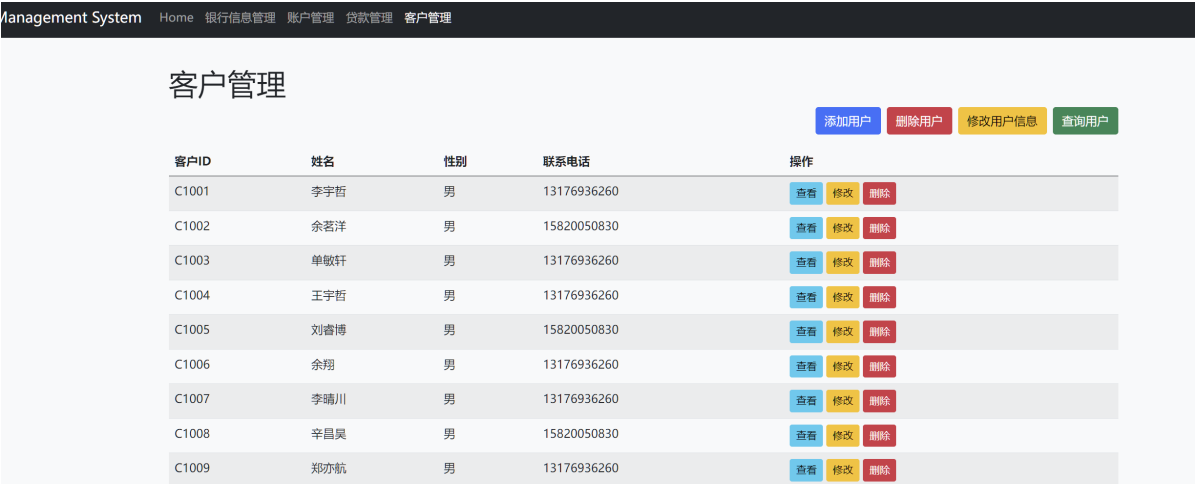 Management System Home 银行信息管理 账户管理 贷款管理 客户管理
客户管理
添加用户 删除用户 修改用户信息 查询用户
客户ID 姓名 性别 联系电话 操作
C1001 李宇哲 男 13176936260 查看 修改 删除
C1002 余茗洋 男 15820050830 查看 修改 删除
C1003 单敏轩 男 13176936260 查看 修改 删除
C1004 王宇哲 男 13176936260 查看 修改 删除
C1005 刘睿博 男 15820050830 查看 修改 删除
C1006 余翔 男 13176936260 查看 修改 删除
C1007 李晴川 男 13176936260 查看 修改 删除
C1008 辛昌昊 男 15820050830 查看 修改 删除
C1009 郑亦航 男 13176936260 查看 修改 删除